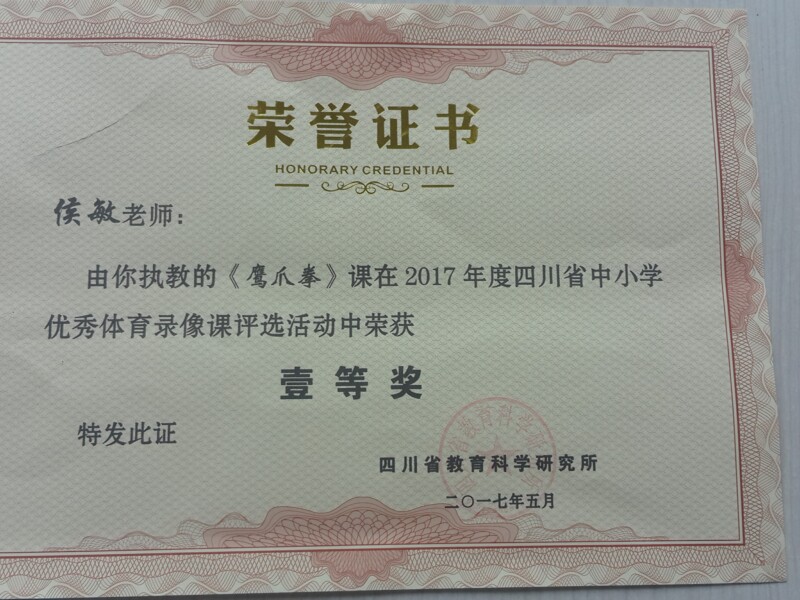 荣誉证书
HONORARY CREDENTIAL
侯敏老师：
由你执教的《鹰爪拳》课在2017年度四川省中小学
优秀体育录像课评选活动中荣获
壹等奖
特发此证
四川省教育科学研究所
二〇一七年五月